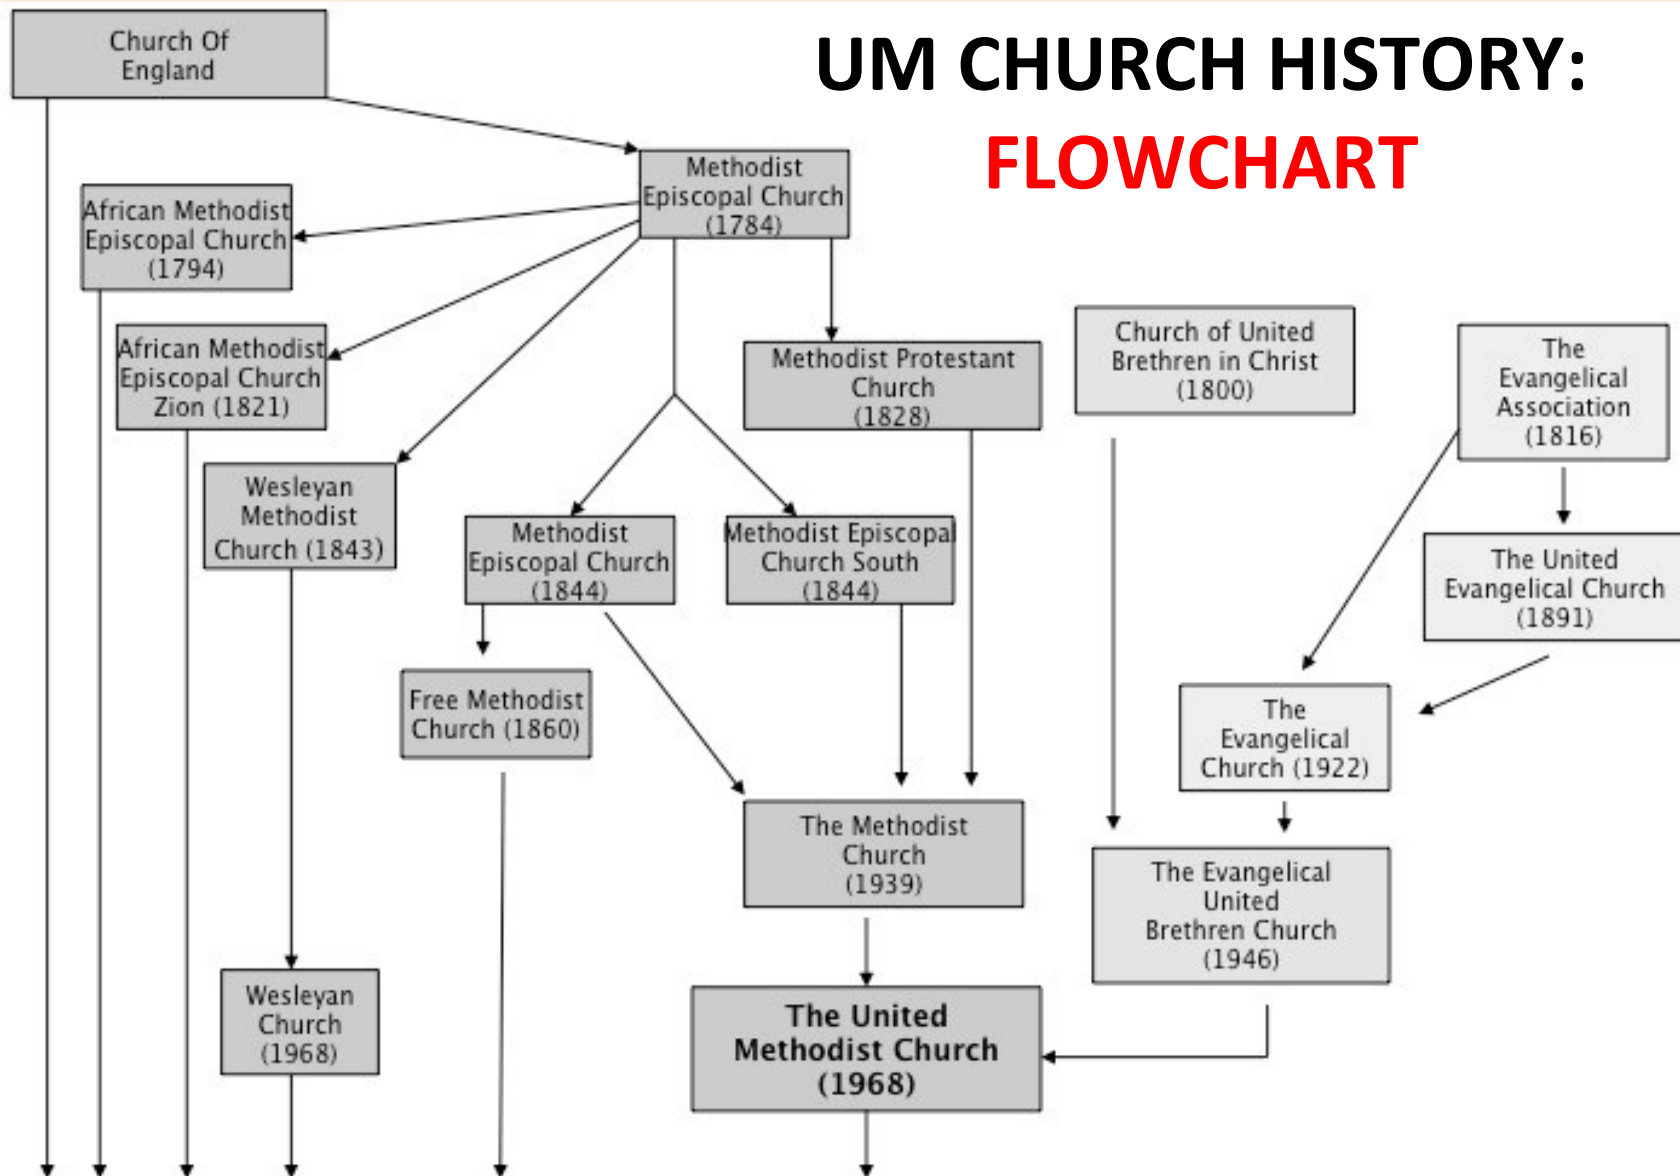 UM CHURCH HISTORY:
FLOWCHART
Church Of
England
Methodist
Episcopal Church
(1784)
African Methodist
Episcopal Church
(1794)
African Methodist
Episcopal Church
Zion (1821)
Methodist Protestant
Church
(1828)
Church of United
Brethren in Christ
(1800)
The
Evangelical
Association
(1816)
Wesleyan
Methodist
Church (1843)
Methodist
Episcopal Church
(1844)
Methodist Episcopal
Church South
(1844)
The United
Evangelical Church
(1891)
Free Methodist
Church (1860)
The
Evangelical
Church (1922)
The Methodist
Church
(1939)
The Evangelical
United
Brethren Church
(1946)
Wesleyan
Church
(1968)
The United
Methodist Church
(1968)